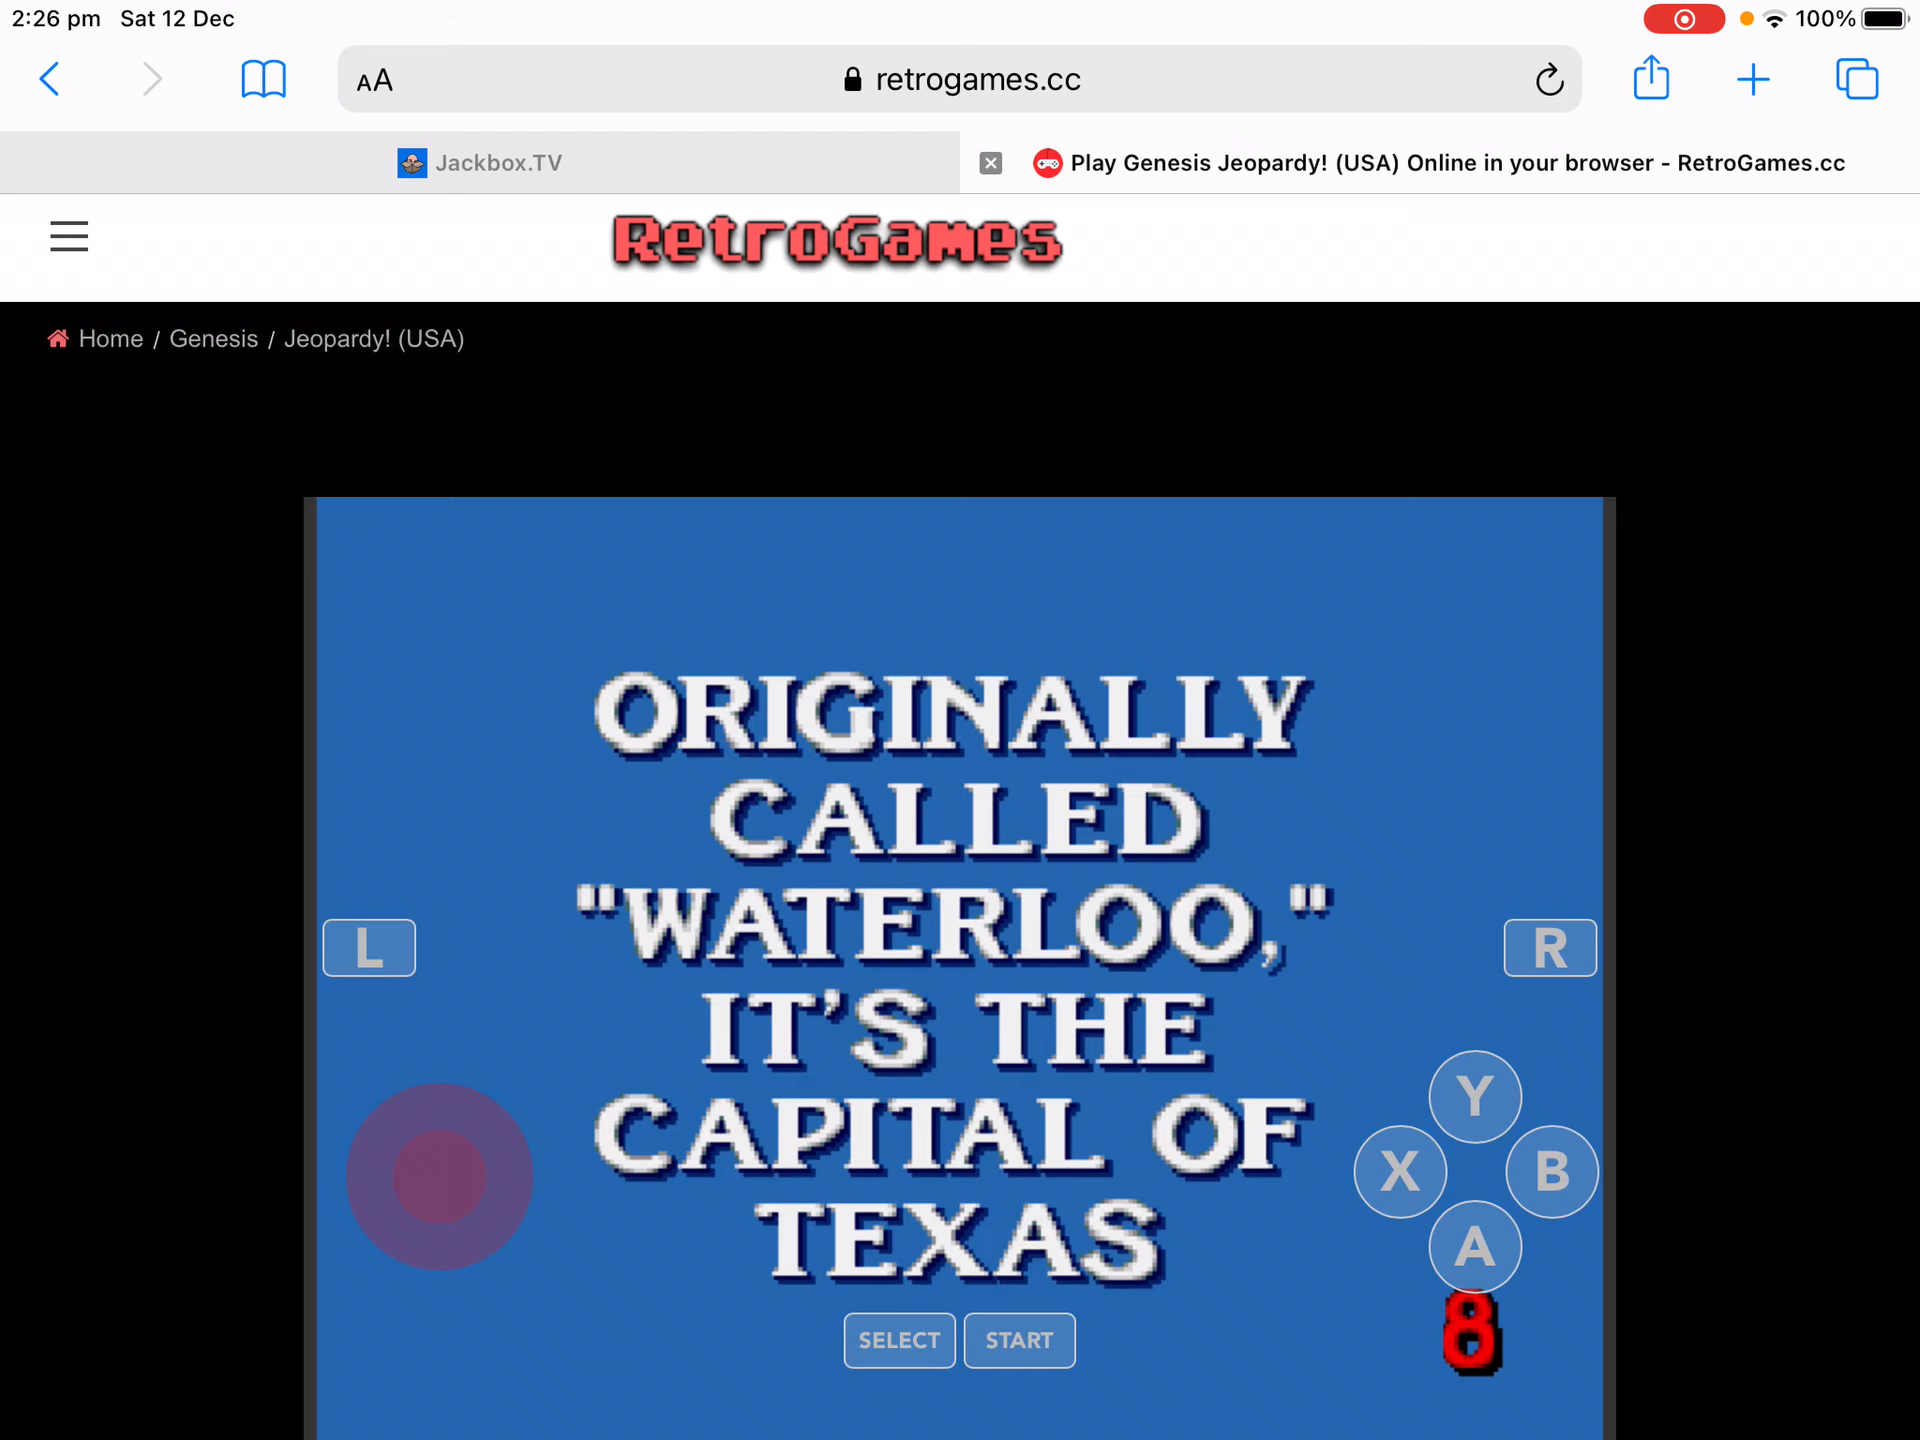 2:26 pm Sat 12 Dec 100%
AA retrogames.cc
Jackbox.TV
Play Genesis Jeopardy! (USA) Online in your browser - RetroGames.cc
RetroGames
Home / Genesis / Jeopardy! (USA)
ORIGINALLY
CALLED
"WATERLOO,"
IT'S THE
CAPITAL OF
TEXAS
L
R
Y
X
B
A
SELECT START
8